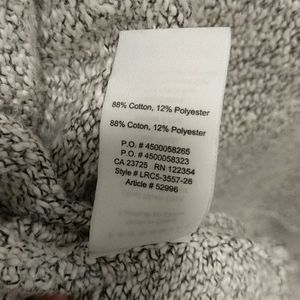 88% Cotton, 12% Polyester
88% Coton, 12% Polyester
P.O. # 4500058265
P.O. # 4500058323
CA 23725 RN 122354
Style # LRC5-3557-26
Article # 52996